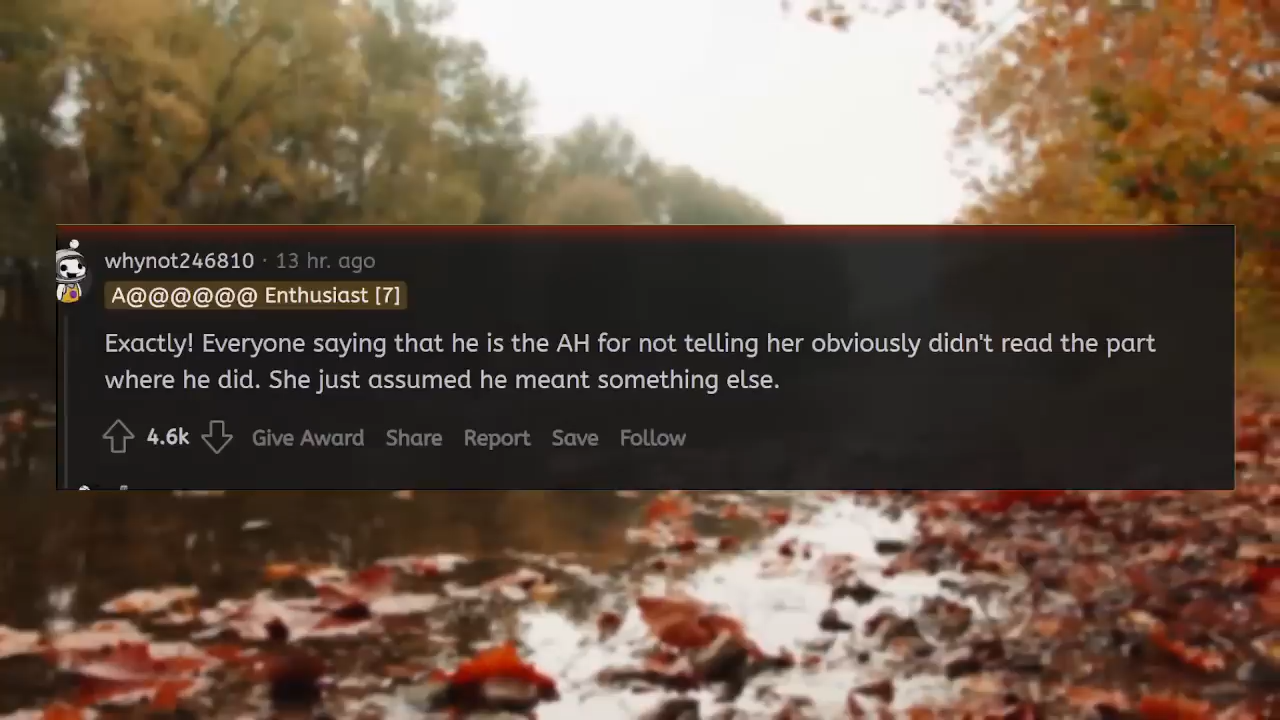 whynot246810 · 13 hr. ago
A@@@@@@ Enthusiast [7]
Exactly! Everyone saying that he is the AH for not telling her obviously didn't read the part
where he did. She just assumed he meant something else.
4.6k Give Award Share Report Save Follow